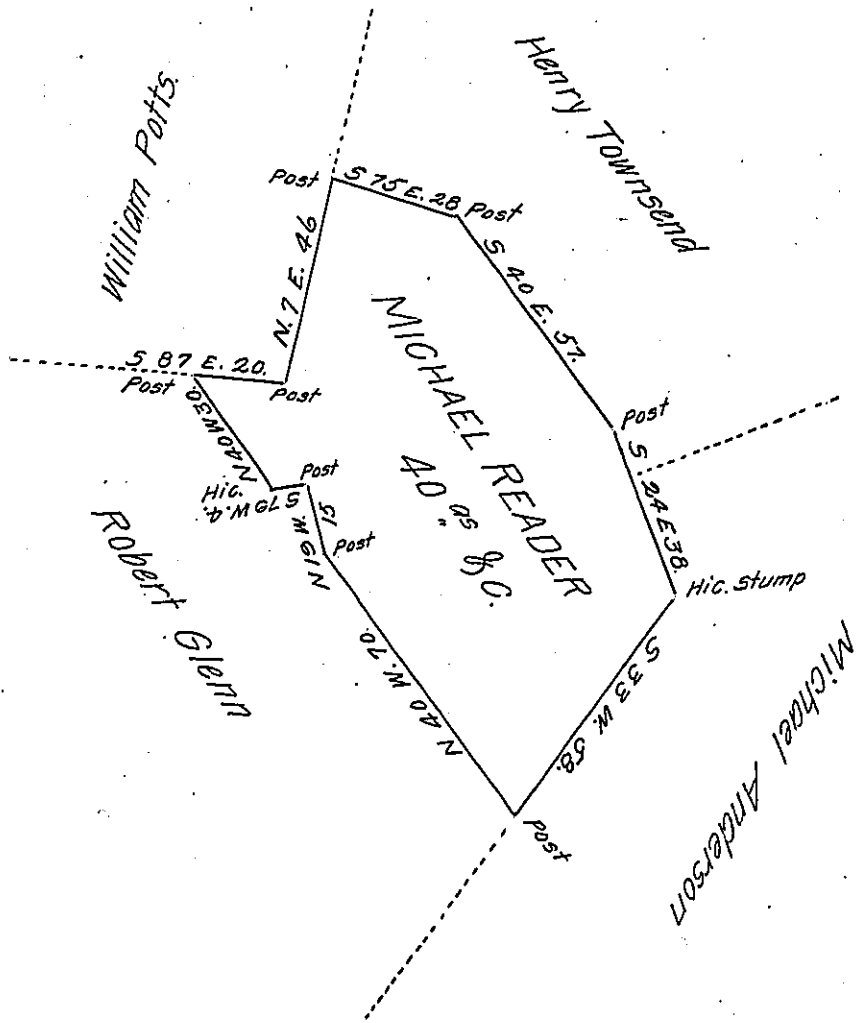 William Potts.
Henry Townsend
Post
S 75 E. 28
Post
N. 7 E. 46
S 40 E. 57.
S 87 E. 20.
Post
Post
MICHAEL READER
40 as & C.
Post
S 24 E 38.
Hic. Stump
N 40 W 30
Hic.
S 79 W. 4.
Post
15
N 19 W.
Post
Robert Glenn
N 40 W. 70.
S 33 W. 58.
Post
Michael Anderson